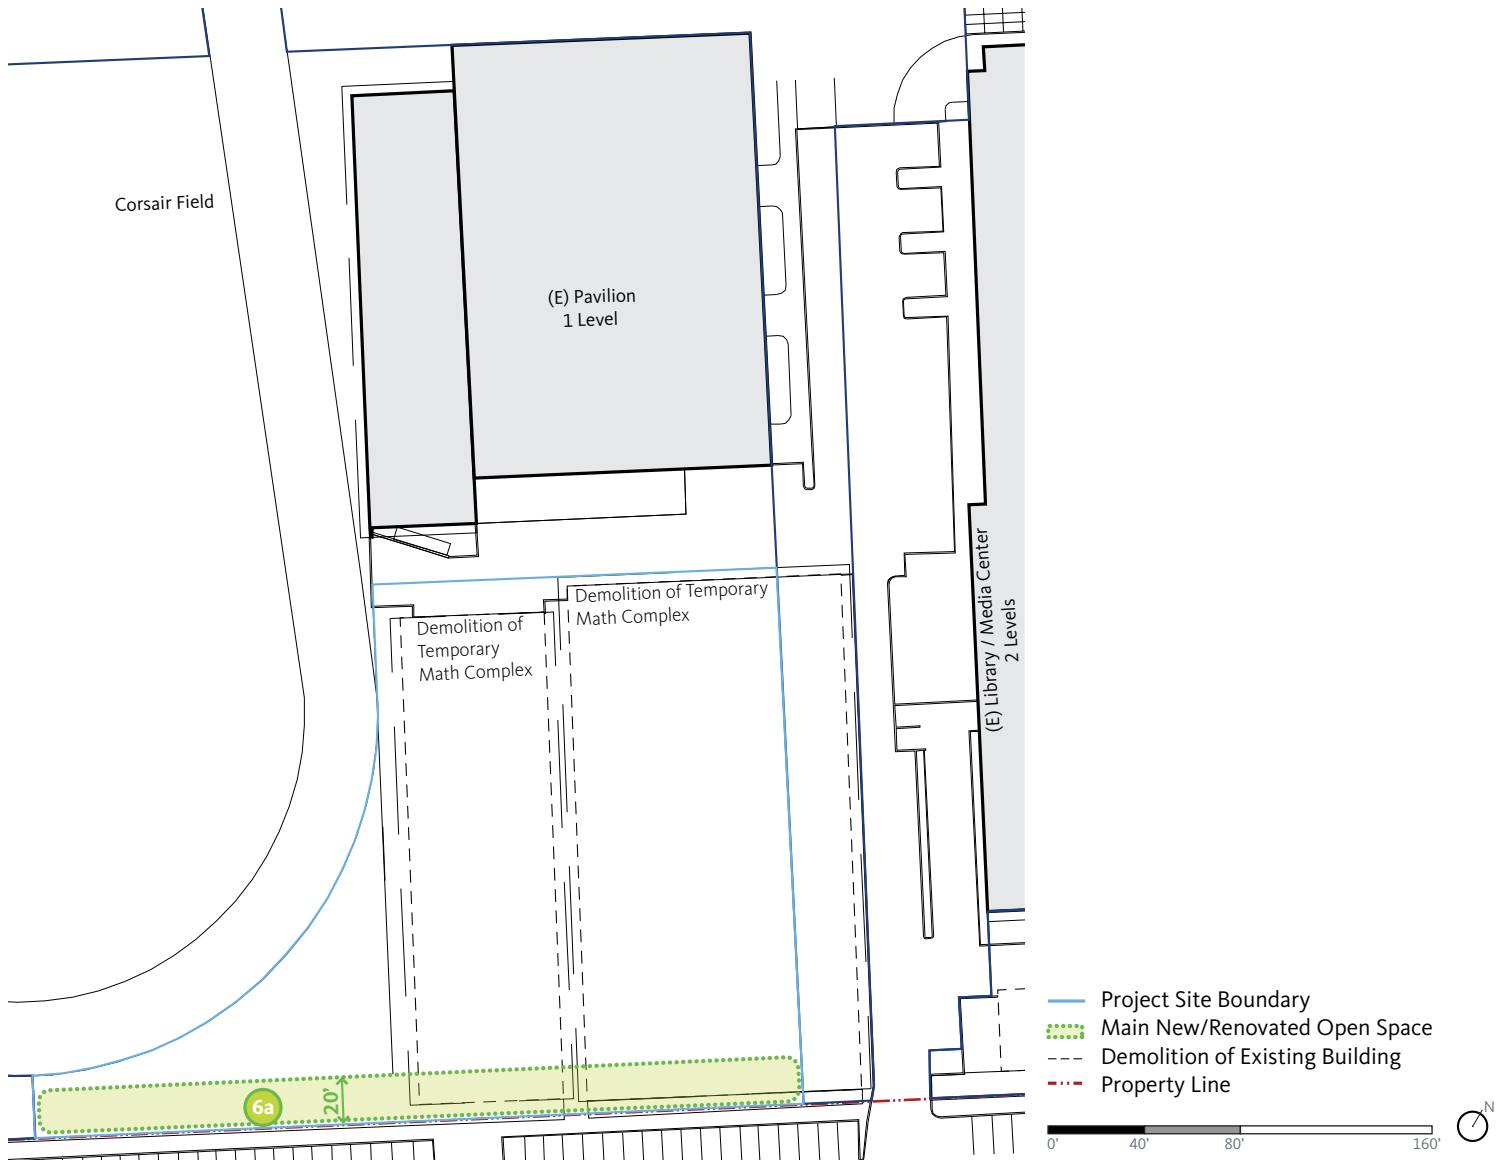 Corsair Field
(E) Pavilion
1 Level
Demolition of Temporary
Math Complex
Demolition of
Temporary
Math Complex
(E) Library / Media Center
2 Levels
6a
20'
Project Site Boundary
Main New/Renovated Open Space
Demolition of Existing Building
Property Line
N
0' 40' 80' 160'